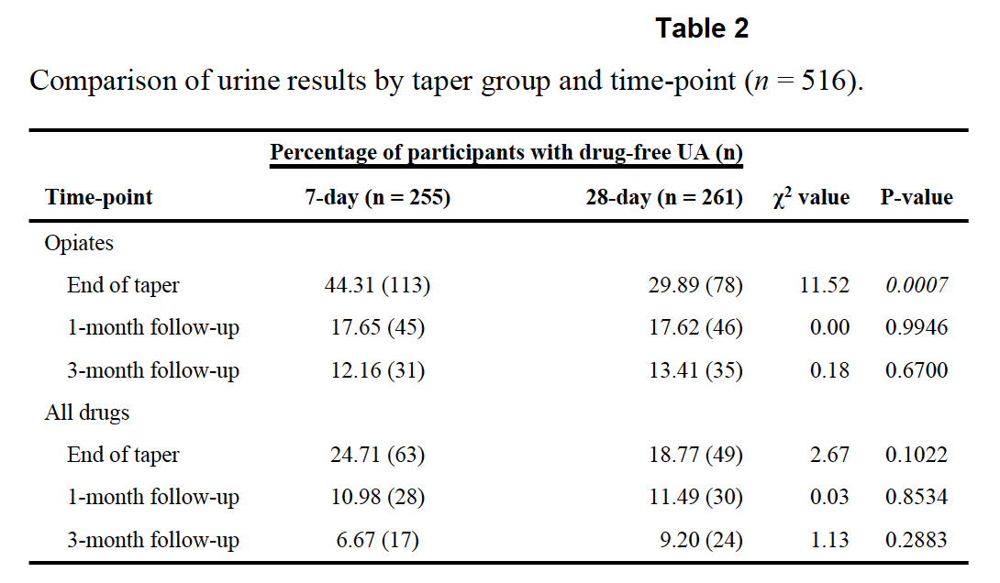 Table 2
Comparison of urine results by taper group and time-point (n = 516).
Percentage of participants with drug-free UA (n)
Time-point 7-day (n = 255) 28-day (n = 261) χ² value P-value
Opiates
End of taper 44.31 (113) 29.89 (78) 11.52 0.0007
1-month follow-up 17.65 (45) 17.62 (46) 0.00 0.9946
3-month follow-up 12.16 (31) 13.41 (35) 0.18 0.6700
All drugs
End of taper 24.71 (63) 18.77 (49) 2.67 0.1022
1-month follow-up 10.98 (28) 11.49 (30) 0.03 0.8534
3-month follow-up 6.67 (17) 9.20 (24) 1.13 0.2883